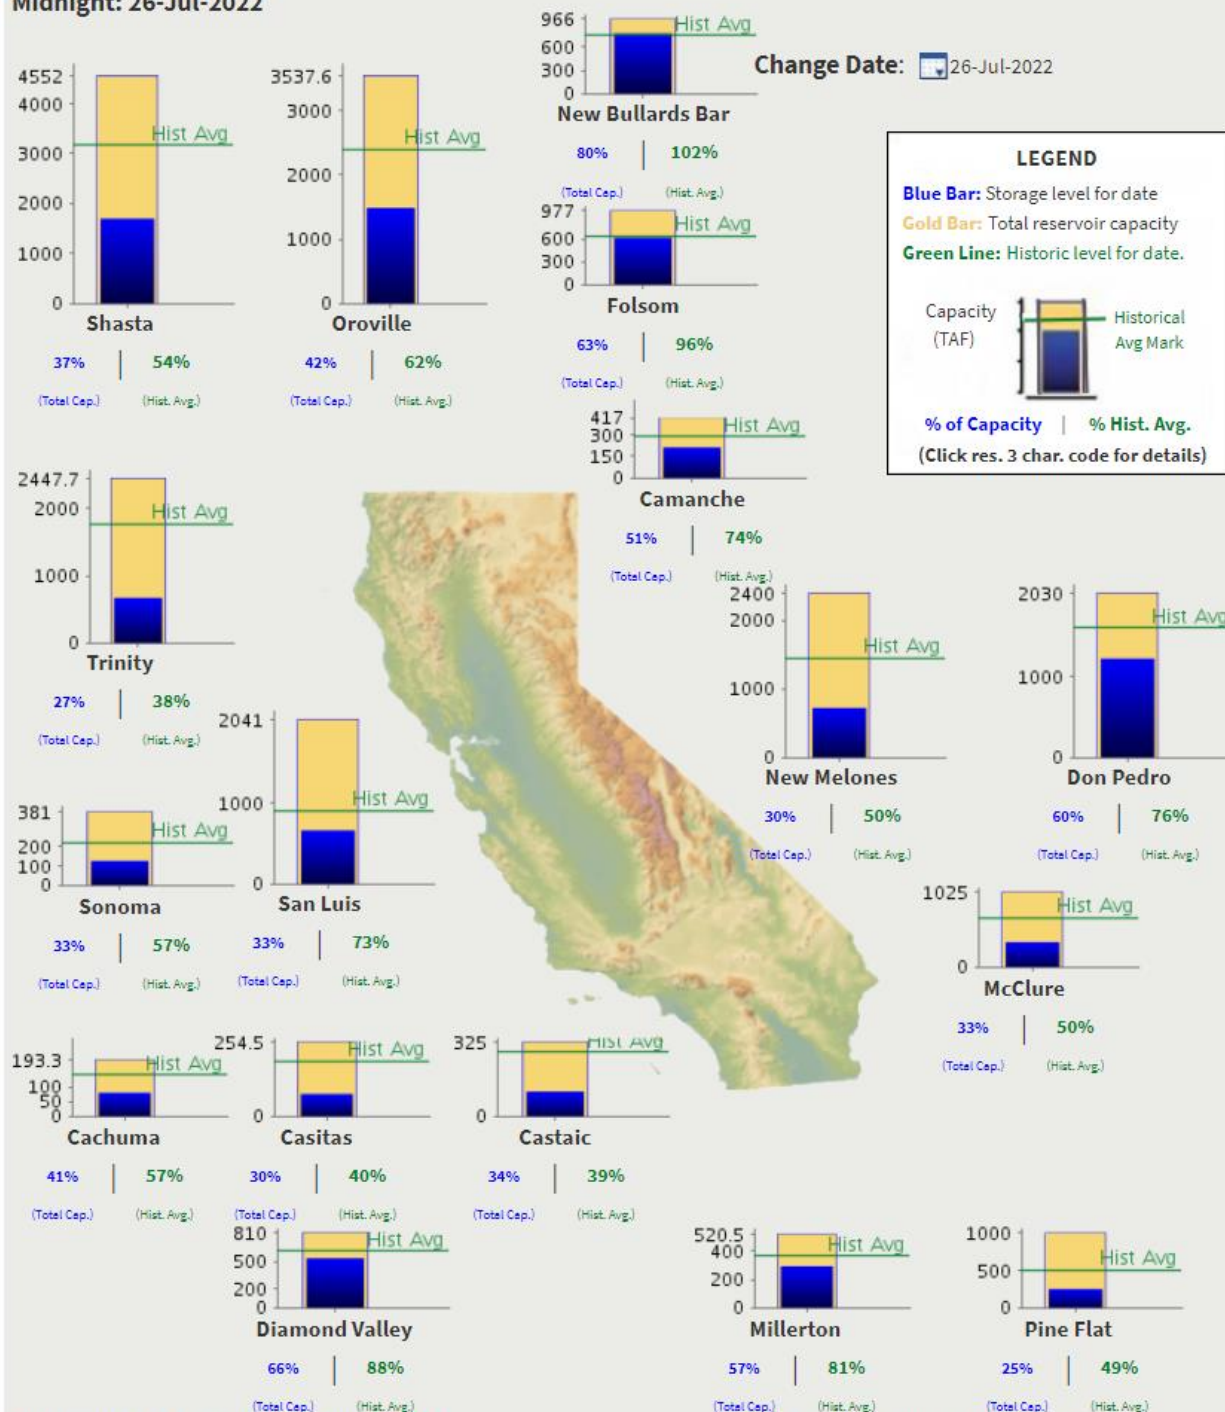 Midnight: 26-Jul-2022
Change Date: 26-Jul-2022
LEGEND
Blue Bar: Storage level for date
Gold Bar: Total reservoir capacity
Green Line: Historic level for date.
Capacity
(TAF)
Historical
Avg Mark
% of Capacity | % Hist. Avg.
(Click res. 3 char. code for details)
966
600
300
0
Hist Avg
New Bullards Bar
80% | 102%
(Total Cap.) (Hist. Avg.)
4552
4000
3000
2000
1000
0
Hist Avg
Shasta
37% | 54%
(Total Cap.) (Hist. Avg.)
3537.6
3000
2000
1000
0
Hist Avg
Oroville
42% | 62%
(Total Cap.) (Hist. Avg.)
977
600
300
0
Hist Avg
Folsom
63% | 96%
(Total Cap.) (Hist. Avg.)
417
300
150
0
Hist Avg
Camanche
51% | 74%
(Total Cap.) (Hist. Avg.)
2447.7
2000
1000
0
Hist Avg
Trinity
27% | 38%
(Total Cap.) (Hist. Avg.)
2400
2000
1000
0
Hist Avg
New Melones
30% | 50%
(Total Cap.) (Hist. Avg.)
2030
1000
0
Hist Avg
Don Pedro
60% | 76%
(Total Cap.) (Hist. Avg.)
381
200
100
0
Hist Avg
Sonoma
33% | 57%
(Total Cap.) (Hist. Avg.)
2041
1000
0
Hist Avg
San Luis
33% | 73%
(Total Cap.) (Hist. Avg.)
1025
0
Hist Avg
McClure
33% | 50%
(Total Cap.) (Hist. Avg.)
193.3
100
50
0
Hist Avg
Cachuma
41% | 57%
(Total Cap.) (Hist. Avg.)
254.5
0
Hist Avg
Casitas
30% | 40%
(Total Cap.) (Hist. Avg.)
325
0
Hist Avg
Castaic
34% | 39%
(Total Cap.) (Hist. Avg.)
810
500
200
0
Hist Avg
Diamond Valley
66% | 88%
(Total Cap.) (Hist. Avg.)
520.5
400
200
0
Hist Avg
Millerton
57% | 81%
(Total Cap.) (Hist. Avg.)
1000
500
0
Hist Avg
Pine Flat
25% | 49%
(Total Cap.) (Hist. Avg.)